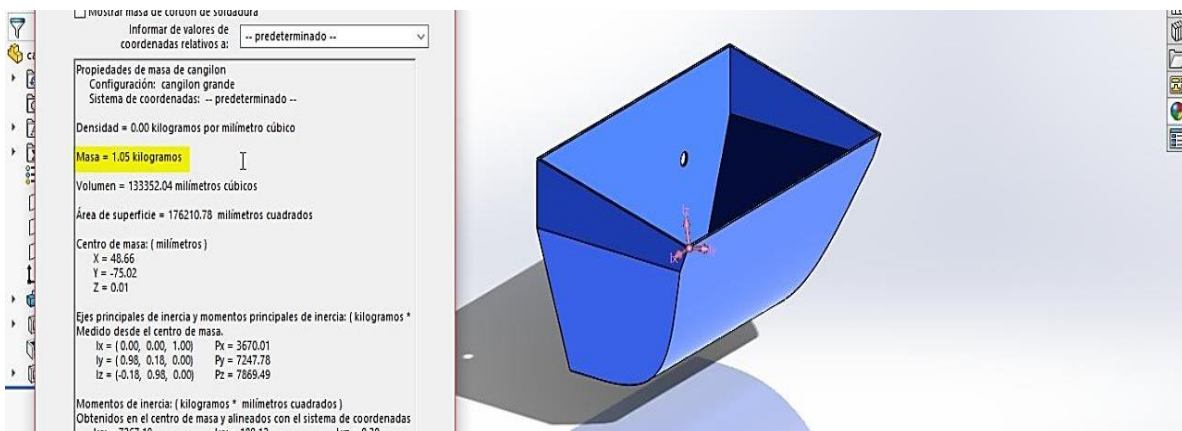 Mostrar masa de cordón de soldadura
Informar de valores de
coordenadas relativos a:
-- predeterminado --
Propiedades de masa de cangilon
Configuración: cangilon grande
Sistema de coordenadas: -- predeterminado --
Densidad = 0.00 kilogramos por milímetro cúbico
Masa = 1.05 kilogramos
Volumen = 133352.04 milímetros cúbicos
Área de superficie = 176210.78 milímetros cuadrados
Centro de masa: ( milímetros )
X = 48.66
Y = -75.02
Z = 0.01
Ejes principales de inercia y momentos principales de inercia: ( kilogramos *
Medido desde el centro de masa.
Ix = ( 0.00, 0.00, 1.00) Px = 3670.01
Iy = ( 0.98, 0.18, 0.00) Py = 7247.78
Iz = (-0.18, 0.98, 0.00) Pz = 7869.49
Momentos de inercia: ( kilogramos * milímetros cuadrados )
Obtenidos en el centro de masa y alineados con el sistema de coordenadas